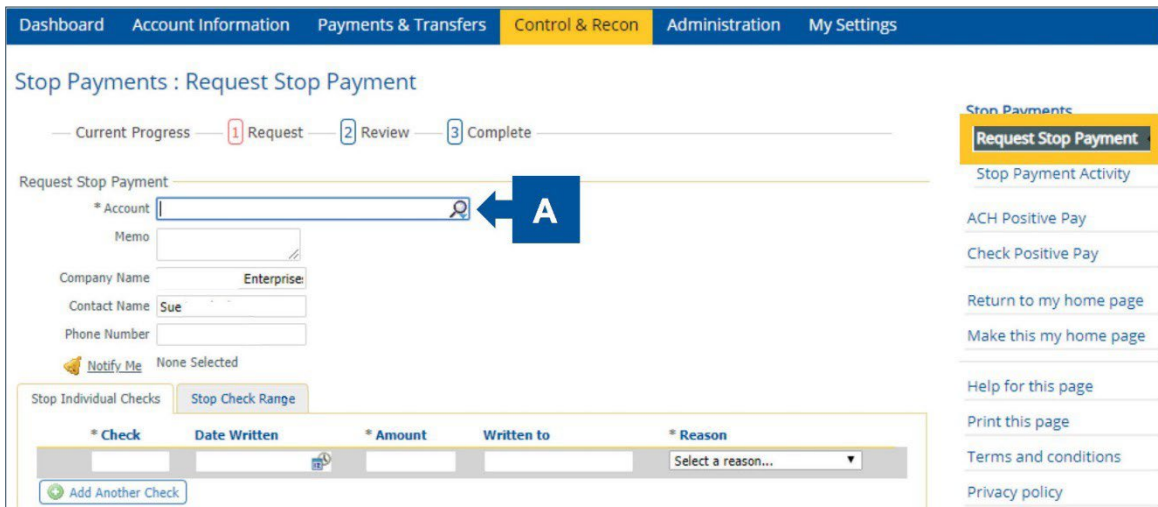 Dashboard Account Information Payments & Transfers Control & Recon Administration My Settings
Stop Payments : Request Stop Payment
Current Progress 1 Request 2 Review 3 Complete
Request Stop Payment
* Account
A
Memo
Company Name Enterprise
Contact Name Sue
Phone Number
Notify Me None Selected
Stop Individual Checks Stop Check Range
* Check Date Written * Amount Written to * Reason
Select a reason...
Add Another Check
Stop Payments
Request Stop Payment
Stop Payment Activity
ACH Positive Pay
Check Positive Pay
Return to my home page
Make this my home page
Help for this page
Print this page
Terms and conditions
Privacy policy